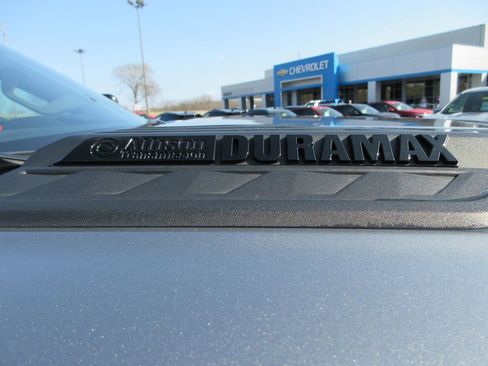 CHEVROLET
Allison DURAMAX
Transmission